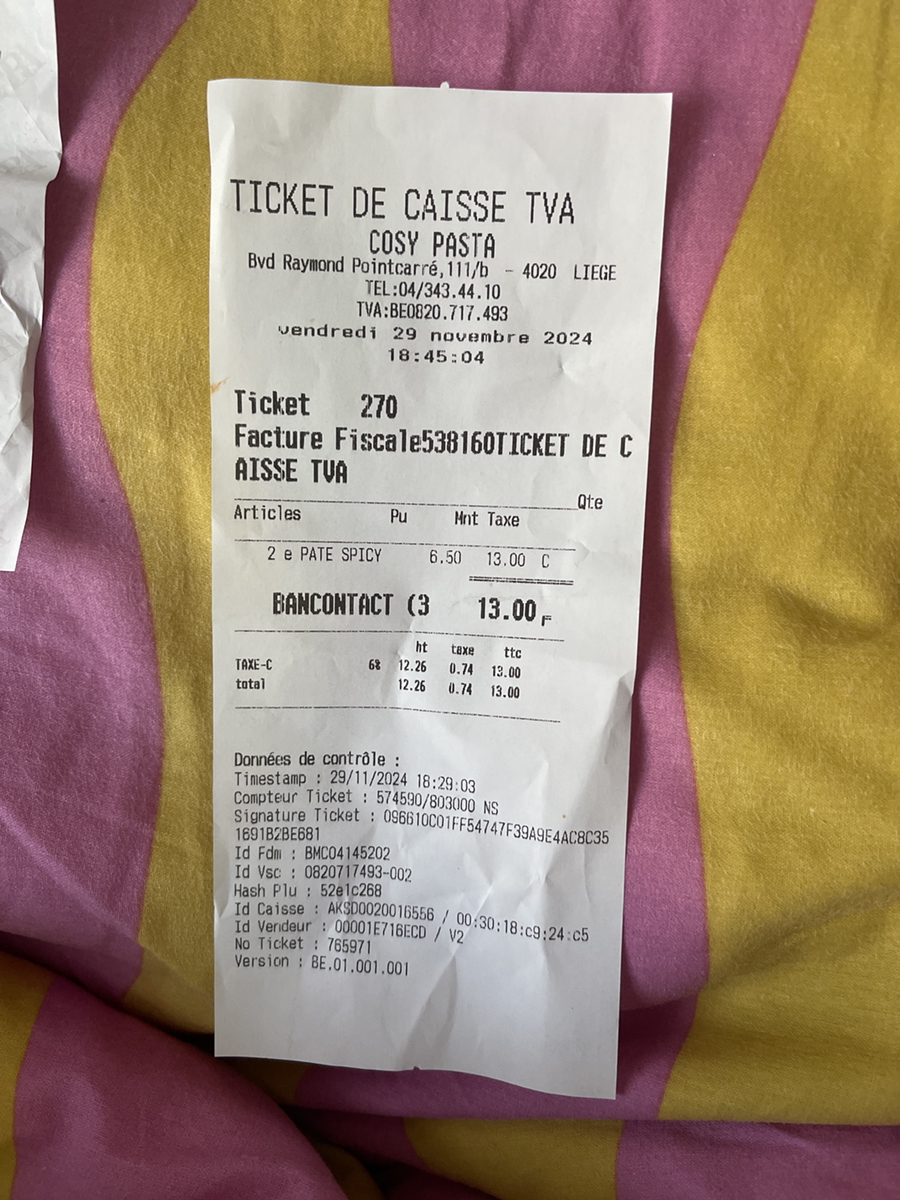 TICKET DE CAISSE TVA
COSY PASTA
Bvd Raymond Pointcarré,111/b - 4020 LIEGE
TEL:04/343.44.10
TVA:BE0820.717.493
vendredi 29 novembre 2024
18:45:04
Ticket 270
Facture Fiscale538160TICKET DE C
AISSE TVA
Qte
Articles Pu Mnt Taxe
2 e PATE SPICY 6.50 13.00 C
BANCONTACT (3 13.00
ht taxe ttc
TAXE-C 6% 12.26 0.74 13.00
total 12.26 0.74 13.00
Données de contrôle :
Timestamp : 29/11/2024 18:29:03
Compteur Ticket : 574590/803000 NS
Signature Ticket : 096610C01FF54747F39A9E4AC8C35
1691B2BE681
Id Fdm : BMC04145202
Id Vsc : 0820717493-002
Hash Plu : 52e1c268
Id Caisse : AKSD0020016556 / 00:30:18:c9:24:c5
Id Vendeur : 00001E716ECD / V2
No Ticket : 765971
Version : BE.01.001.001